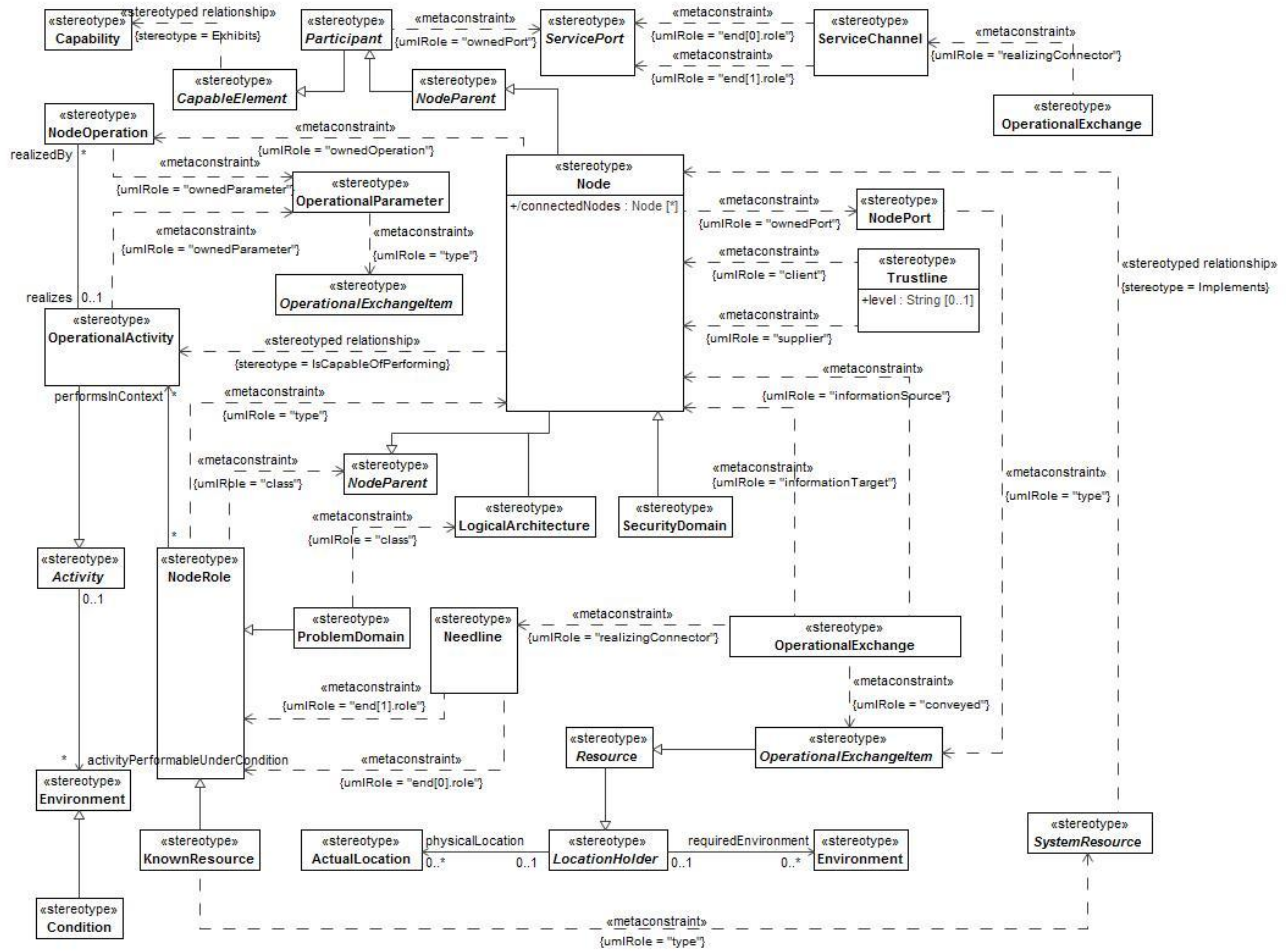 «stereotype»
Capability
«stereotyped relationship»
{stereotype = Exhibits}
«stereotype»
Participant
«metaconstraint»
{umlRole = "ownedPort"}
«stereotype»
ServicePort
«metaconstraint»
{umlRole = "end[0].role"}
«metaconstraint»
{umlRole = "end[1].role"}
«stereotype»
ServiceChannel
«metaconstraint»
{umlRole = "realizingConnector"}
«stereotype»
OperationalExchange
«stereotype»
CapableElement
«stereotype»
NodeParent
«stereotype»
NodeOperation
realizedBy
*
«metaconstraint»
{umlRole = "ownedOperation"}
«metaconstraint»
{umlRole = "ownedParameter"}
«stereotype»
OperationalParameter
«metaconstraint»
{umlRole = "ownedParameter"}
«metaconstraint»
{umlRole = "type"}
«stereotype»
OperationalExchangeItem
«stereotype»
Node
+/connectedNodes : Node [*]
«metaconstraint»
{umlRole = "ownedPort"}
«stereotype»
NodePort
«metaconstraint»
{umlRole = "client"}
«stereotype»
Trustline
+level : String [0..1]
«metaconstraint»
{umlRole = "supplier"}
«stereotyped relationship»
{stereotype = Implements}
realizes
0..1
«stereotype»
OperationalActivity
«stereotyped relationship»
{stereotype = IsCapableOfPerforming}
performsInContext
*
«metaconstraint»
{umlRole = "type"}
«metaconstraint»
{umlRole = "informationSource"}
«metaconstraint»
{umlRole = "class"}
«stereotype»
NodeParent
«metaconstraint»
{umlRole = "informationTarget"}
«metaconstraint»
{umlRole = "type"}
«stereotype»
LogicalArchitecture
«stereotype»
SecurityDomain
«metaconstraint»
{umlRole = "class"}
*
«stereotype»
Activity
0..1
«stereotype»
NodeRole
«stereotype»
ProblemDomain
«stereotype»
Needline
«metaconstraint»
{umlRole = "realizingConnector"}
«stereotype»
OperationalExchange
«metaconstraint»
{umlRole = "end[1].role"}
«metaconstraint»
{umlRole = "conveyed"}
*
activityPerformableUnderCondition
«metaconstraint»
{umlRole = "end[0].role"}
«stereotype»
Resource
«stereotype»
OperationalExchangeItem
«stereotype»
Environment
«stereotype»
KnownResource
«stereotype»
ActualLocation
physicalLocation
0..*
0..1
«stereotype»
LocationHolder
requiredEnvironment
0..1
0..*
«stereotype»
Environment
«stereotype»
SystemResource
«stereotype»
Condition
«metaconstraint»
{umlRole = "type"}